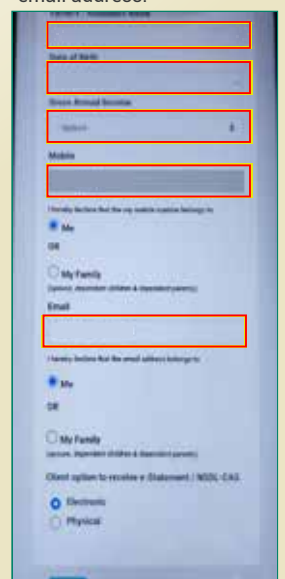 email address.
Date of Birth
Gross Annual Income
Select
Mobile
I hereby declare that the my mobile number belongs to
Me
OR
My Family
(spouse, dependent children & dependent parents)
Email
I hereby declare that the email address belongs to
Me
OR
My Family
(spouse, dependent children & dependent parents)
Client option to receive e-Statement / NSDL-CAS
Electronic
Physical